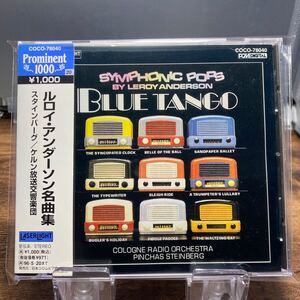 COCO-78040
Prominent
1000
20
¥1,000
ルロイ・アンダーソン名曲集
スタインバーグ/ケルン放送交響楽団
LASERLIGHT
COCO-78040
POWERDIGITAL
SYMPHONIC POPS
BY LEROY ANDERSON
BLUE TANGO
THE SYNCOPATED CLOCK
BELLE OF THE BALL
SANDPAPER BALLET
THE TYPEWRITER
SLEIGH RIDE
A TRUMPETER'S LULLABY
BUGLER'S HOLIDAY
FIDDLE FADDLE
THE WALTZING CAT
COLOGNE RADIO ORCHESTRA
PINCHAS STEINBERG